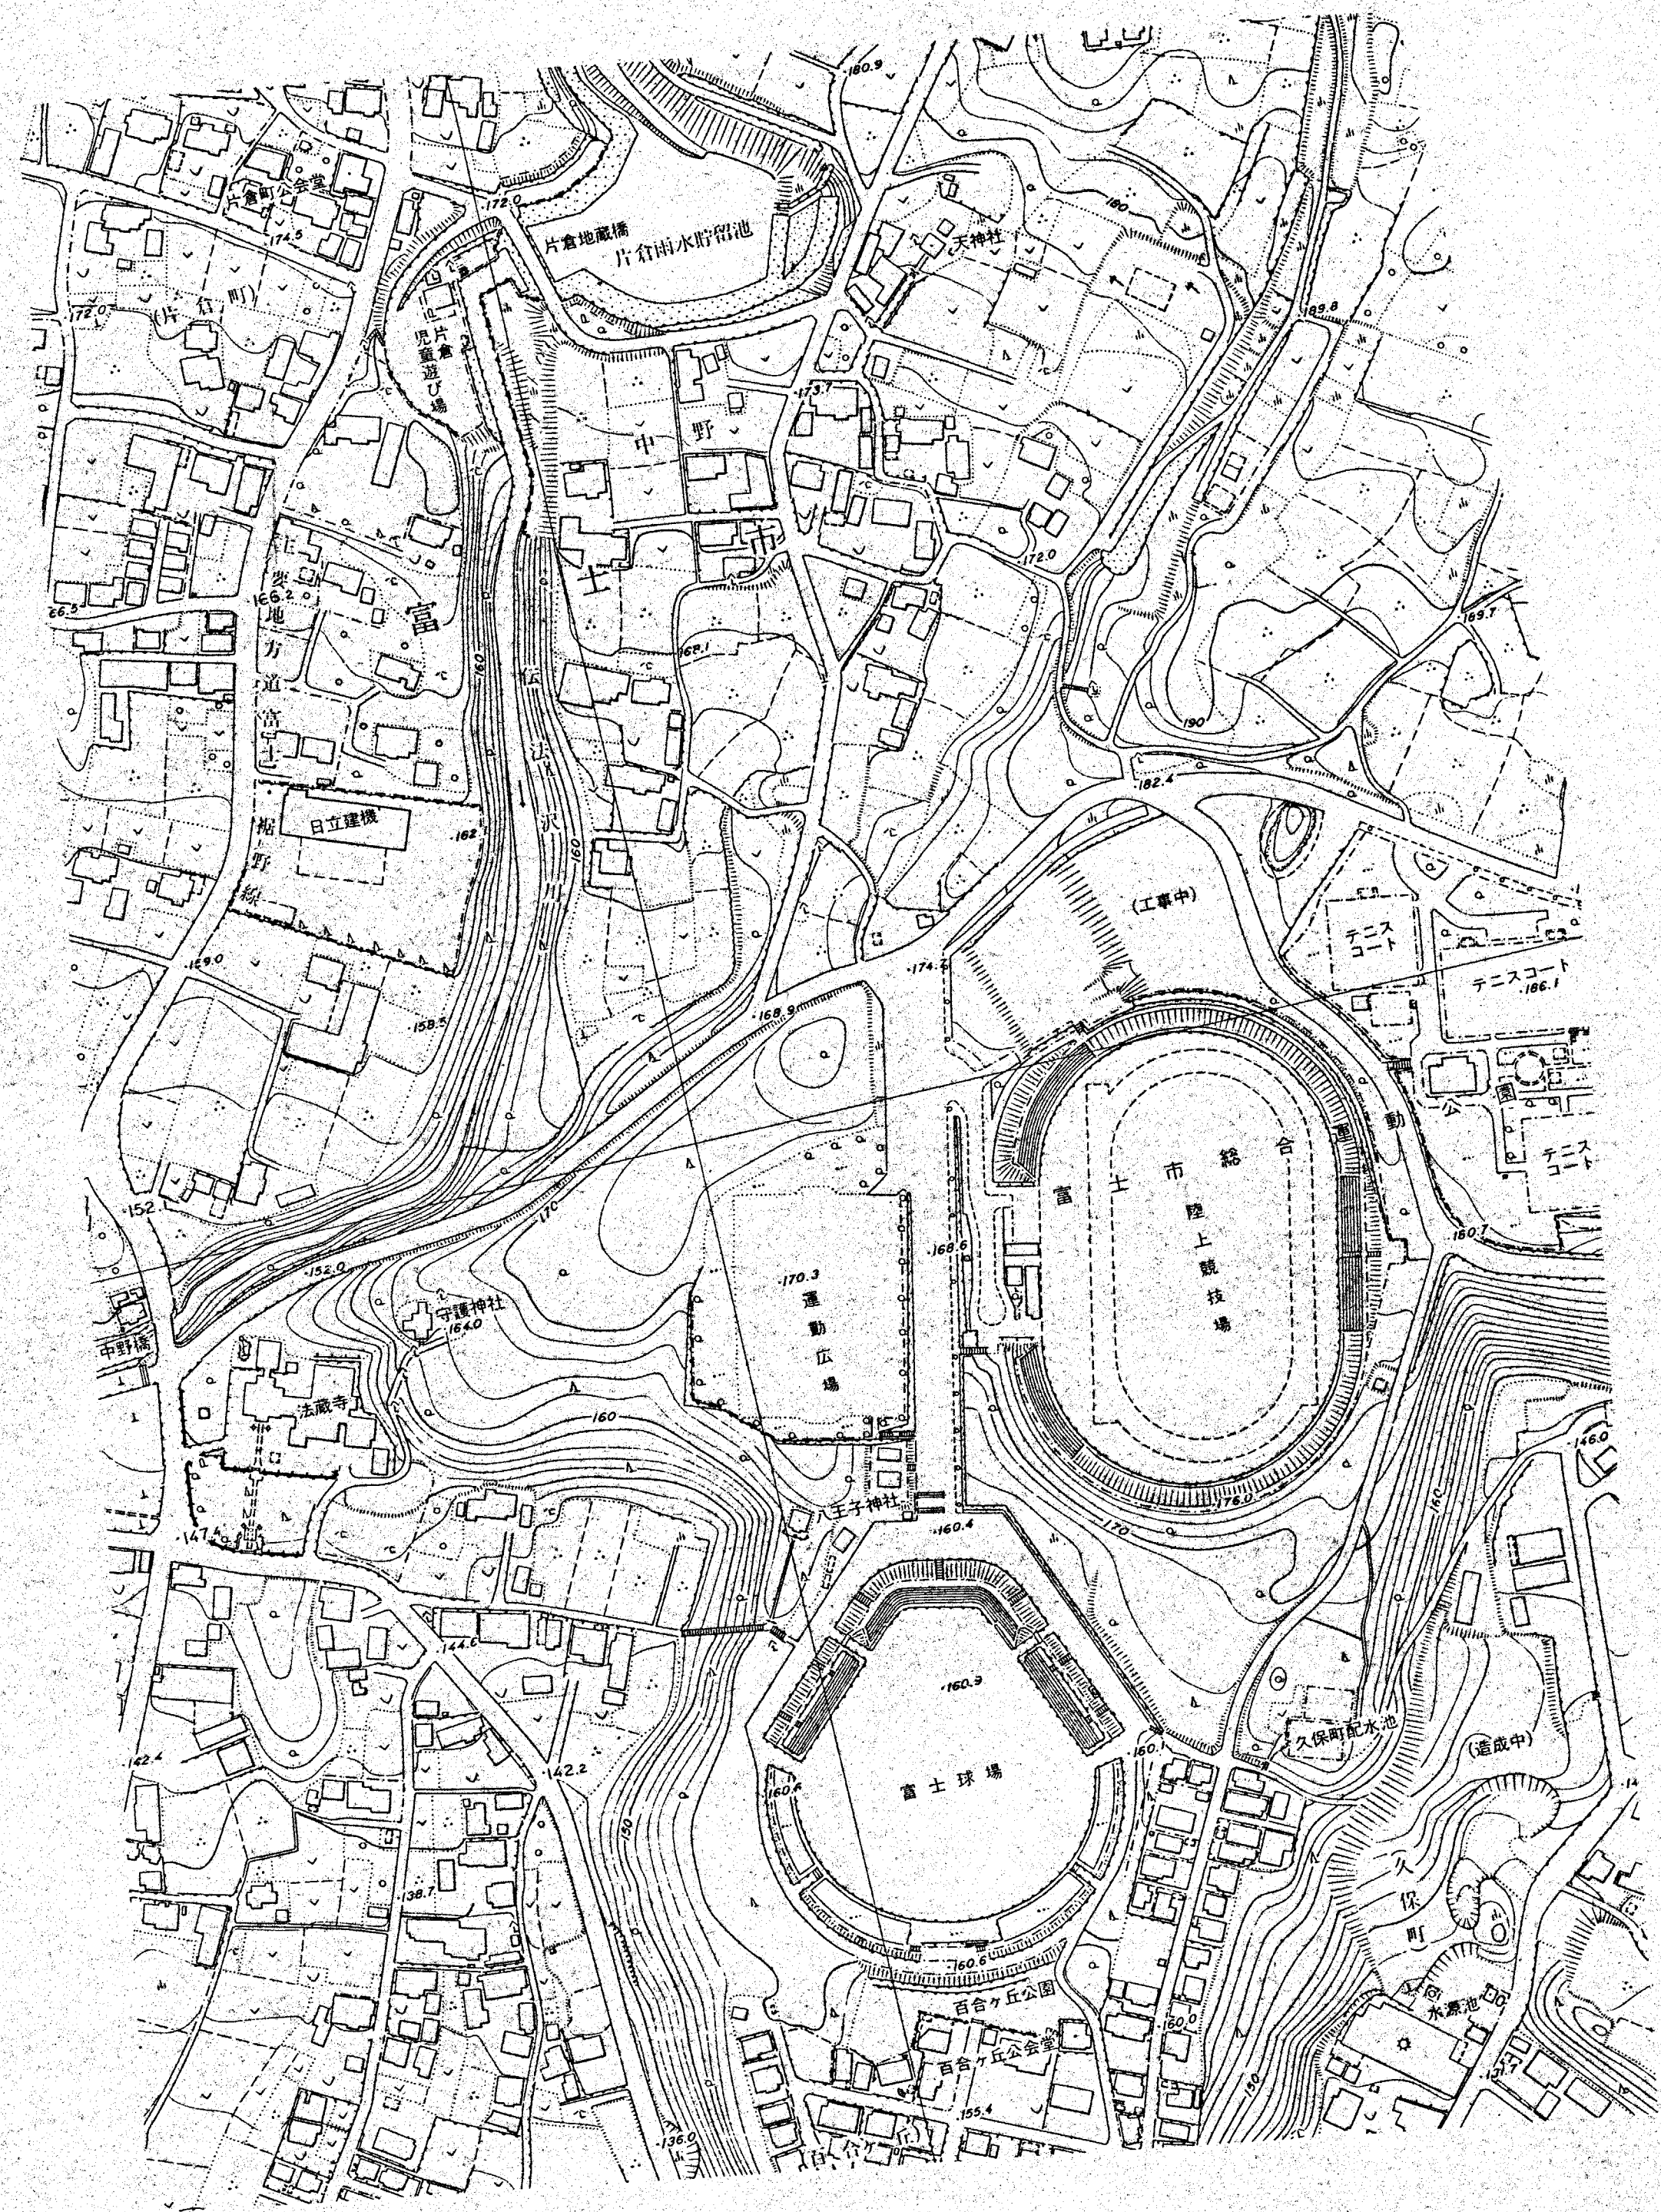 180.9
片倉町公会堂
174.5
172.0
片倉地蔵橋
片倉雨水貯留池
天神社
180
(片倉町)
172.0
189.8
片倉
児童遊び場
173.7
中野
富士市
172.0
166.2
66.5
189.7
168.1
160
190
主要地方道富士裾野線
伝法沢川
182.4
日立建機
162
160
(工事中)
テニス
コート
テニスコート
186.1
159.0
174.2
158.5
168.9
富士市総合運動公園
テニス
コート
陸上競技場
152.1
170
168.6
160.7
152.0
170.3
運動広場
守護神社
164.0
中野橋
法蔵寺
160
146.0
176.0
160
八王子神社
160.4
170
147.4
144.6
160.9
久保町配水池
(造成中)
142.4
142.2
160.1
160.6
富士球場
150
138.7
久保町
160.6
百合ヶ丘公園
水源池
160.0
百合ヶ丘公会堂
150
155.4
136.0